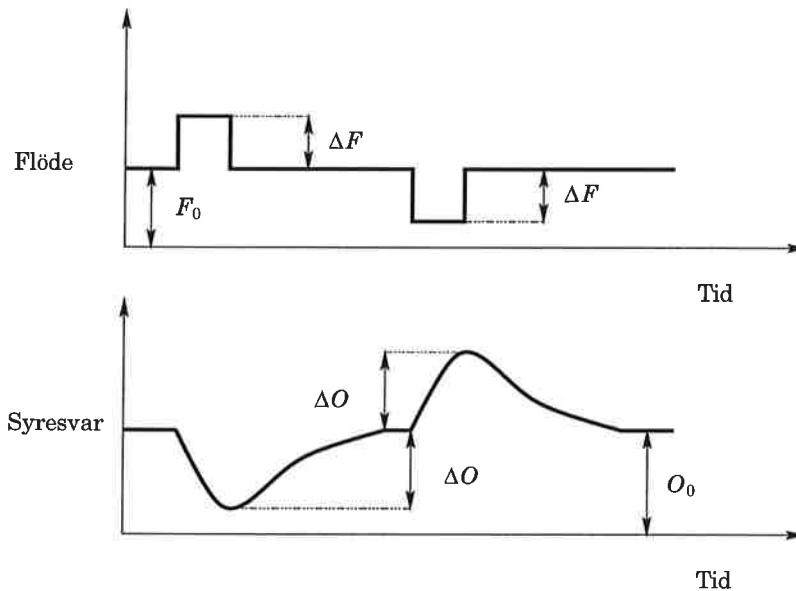 ΔF
Flöde
F₀
ΔF
Tid
ΔO
Syresvar
ΔO
O₀
Tid